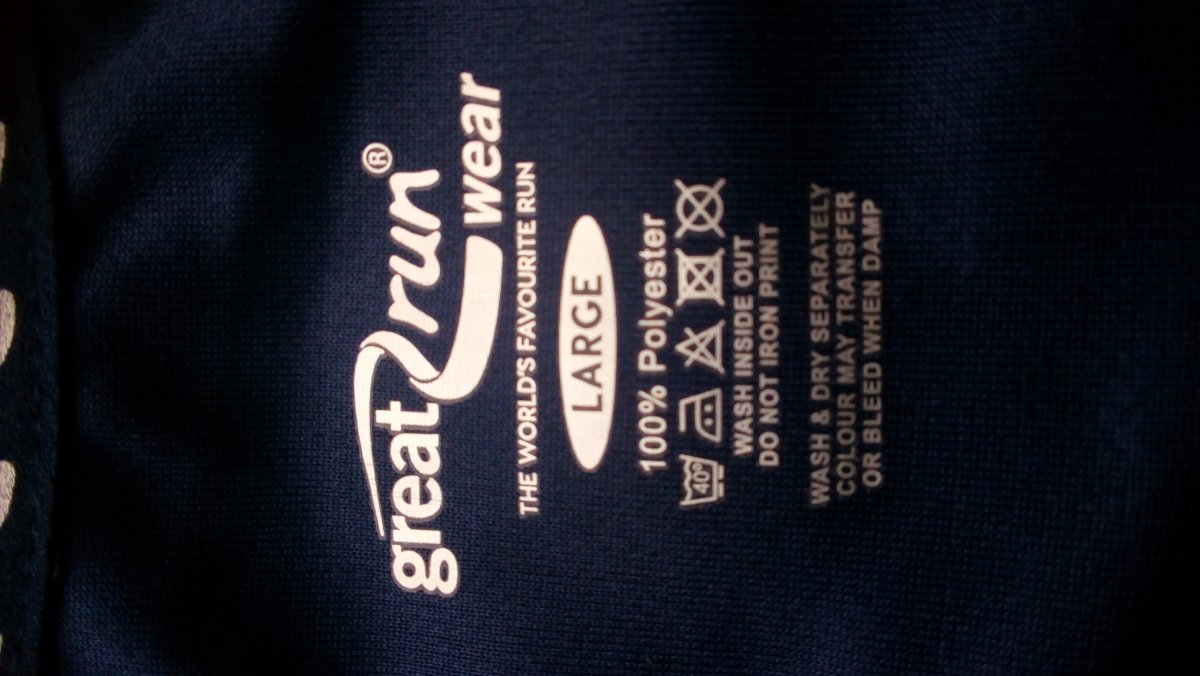 great run®
wear
THE WORLD'S FAVOURITE RUN
LARGE
100% Polyester
40°
WASH INSIDE OUT
DO NOT IRON PRINT
WASH & DRY SEPARATELY
COLOUR MAY TRANSFER
OR BLEED WHEN DAMP